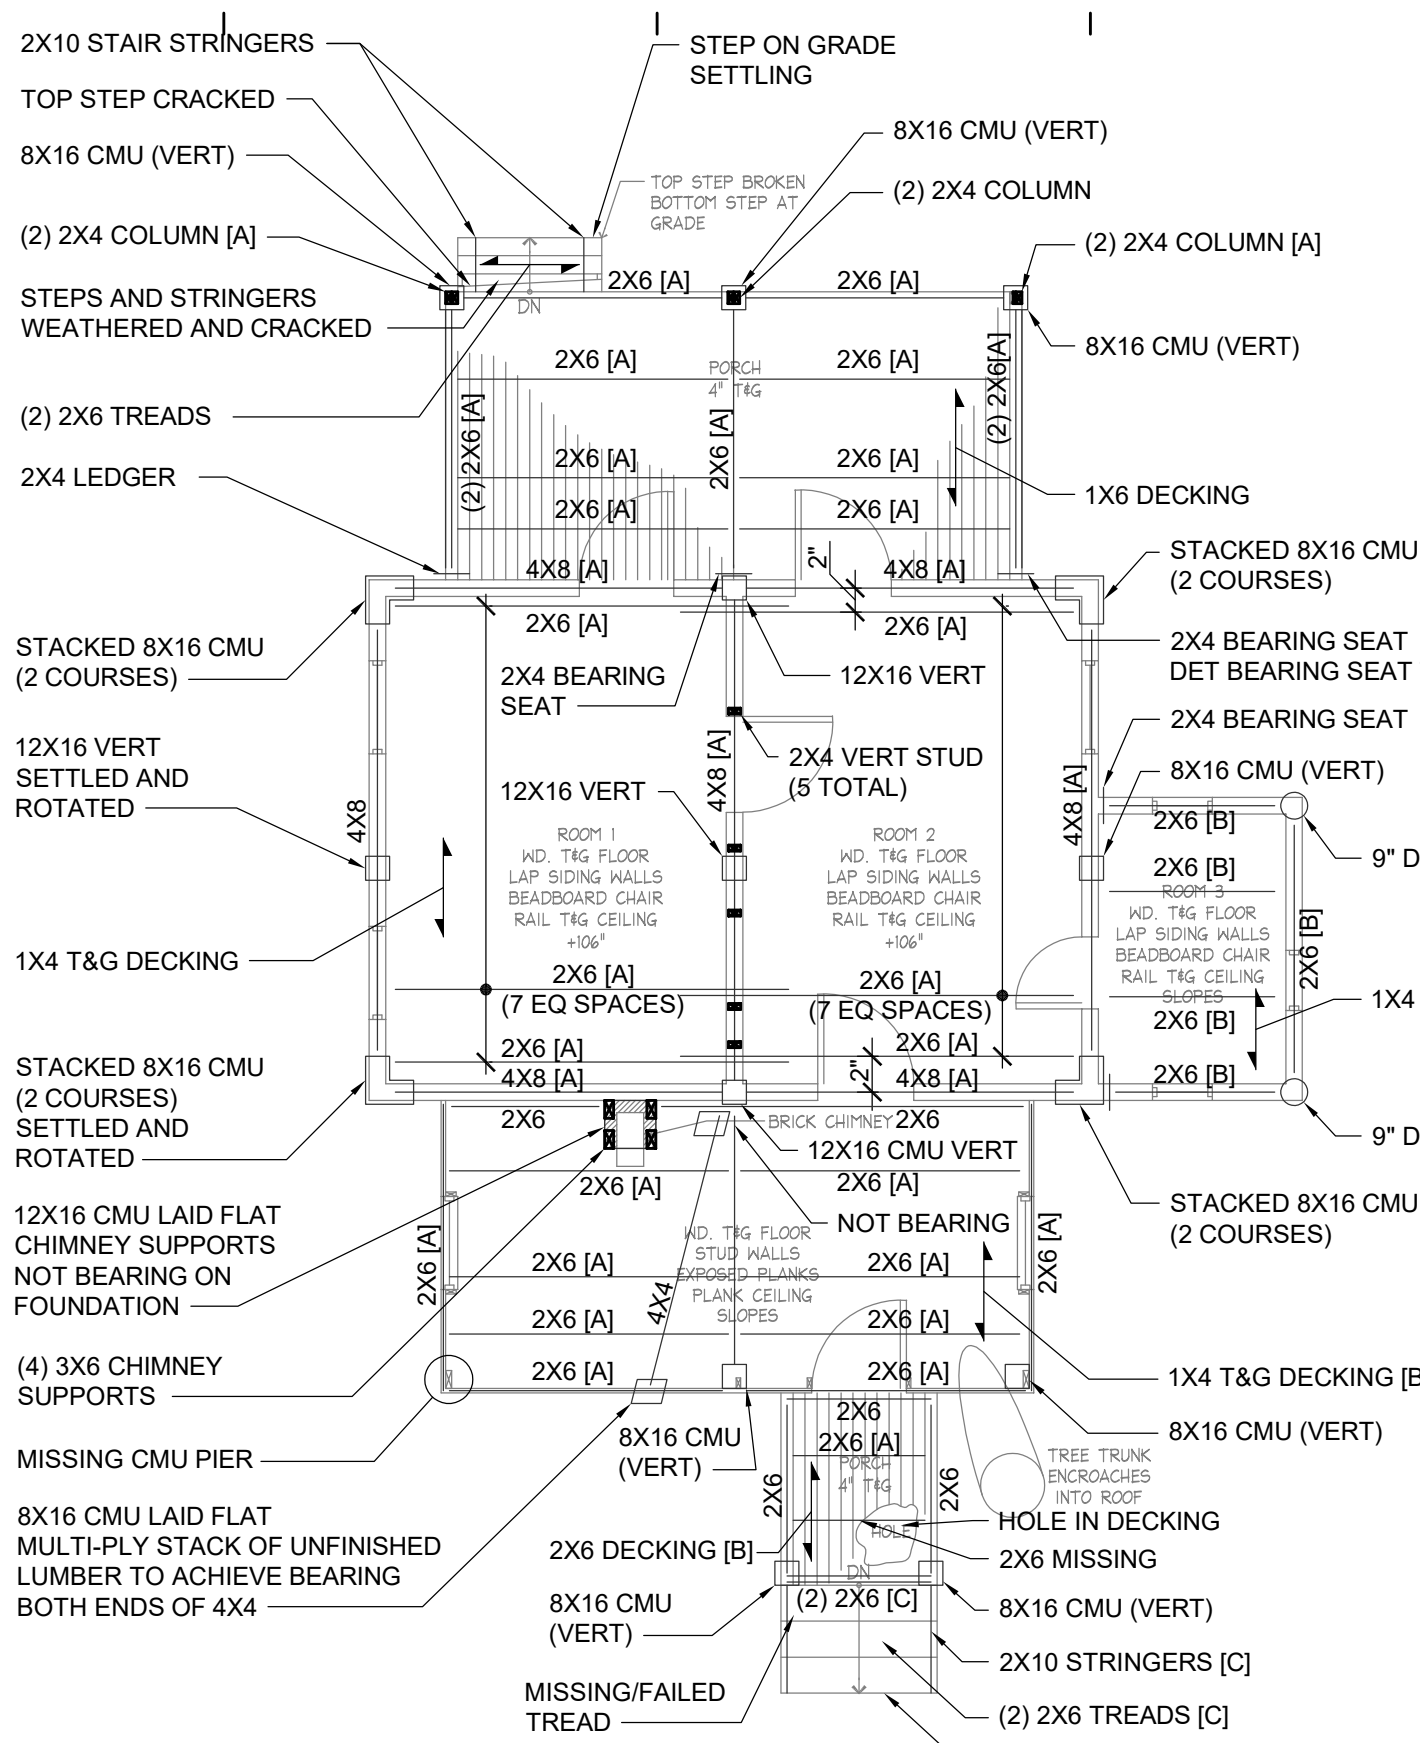 2X10 STAIR STRINGERS
STEP ON GRADE
SETTLING
TOP STEP CRACKED
8X16 CMU (VERT)
8X16 CMU (VERT)
TOP STEP BROKEN
BOTTOM STEP AT
GRADE
(2) 2X4 COLUMN
(2) 2X4 COLUMN [A]
(2) 2X4 COLUMN [A]
2X6 [A]
2X6 [A]
STEPS AND STRINGERS
WEATHERED AND CRACKED
DN
8X16 CMU (VERT)
2X6 [A]
2X6 [A]
PORCH
4" T&G
(2) 2X6[A]
(2) 2X6 TREADS
(2) 2X6 [A]
2X6 [A]
2X6 [A]
2X6 [A]
2X4 LEDGER
1X6 DECKING
2X6 [A]
2X6 [A]
STACKED 8X16 CMU
(2 COURSES)
4X8 [A]
2"
4X8 [A]
2X6 [A]
2X6 [A]
STACKED 8X16 CMU
(2 COURSES)
2X4 BEARING SEAT
DET BEARING SEAT
2X4 BEARING
SEAT
12X16 VERT
2X4 BEARING SEAT
12X16 VERT
SETTLED AND
ROTATED
2X4 VERT STUD
(5 TOTAL)
8X16 CMU (VERT)
4X8 [A]
12X16 VERT
4X8
4X8 [A]
2X6 [B]
ROOM 1
WD. T&G FLOOR
LAP SIDING WALLS
BEADBOARD CHAIR
RAIL T&G CEILING
+106"
ROOM 2
WD. T&G FLOOR
LAP SIDING WALLS
BEADBOARD CHAIR
RAIL T&G CEILING
+106"
9" D
2X6 [B]
ROOM 3
WD. T&G FLOOR
LAP SIDING WALLS
BEADBOARD CHAIR
RAIL T&G CEILING
SLOPES
2X6 [B]
1X4 T&G DECKING
2X6 [A]
(7 EQ SPACES)
2X6 [A]
(7 EQ SPACES)
1X4
2X6 [B]
2X6 [A]
2X6 [A]
STACKED 8X16 CMU
(2 COURSES)
SETTLED AND
ROTATED
4X8 [A]
2"
4X8 [A]
2X6 [B]
2X6
BRICK CHIMNEY
2X6
9" D
12X16 CMU VERT
2X6 [A]
2X6 [A]
12X16 CMU LAID FLAT
CHIMNEY SUPPORTS
NOT BEARING ON
FOUNDATION
NOT BEARING
STACKED 8X16 CMU
(2 COURSES)
2X6 [A]
WD. T&G FLOOR
STUD WALLS
EXPOSED PLANKS
PLANK CEILING
SLOPES
2X6 [A]
2X6 [A]
2X6 [A]
4X4
2X6 [A]
2X6 [A]
(4) 3X6 CHIMNEY
SUPPORTS
2X6 [A]
2X6 [A]
1X4 T&G DECKING [B
2X6
8X16 CMU (VERT)
8X16 CMU
(VERT)
2X6 [A]
PORCH
4" T&G
MISSING CMU PIER
TREE TRUNK
ENCROACHES
INTO ROOF
2X6
2X6
8X16 CMU LAID FLAT
MULTI-PLY STACK OF UNFINISHED
LUMBER TO ACHIEVE BEARING
BOTH ENDS OF 4X4
HOLE
HOLE IN DECKING
2X6 DECKING [B]
2X6 MISSING
DN
(2) 2X6 [C]
8X16 CMU
(VERT)
8X16 CMU (VERT)
2X10 STRINGERS [C]
MISSING/FAILED
TREAD
(2) 2X6 TREADS [C]